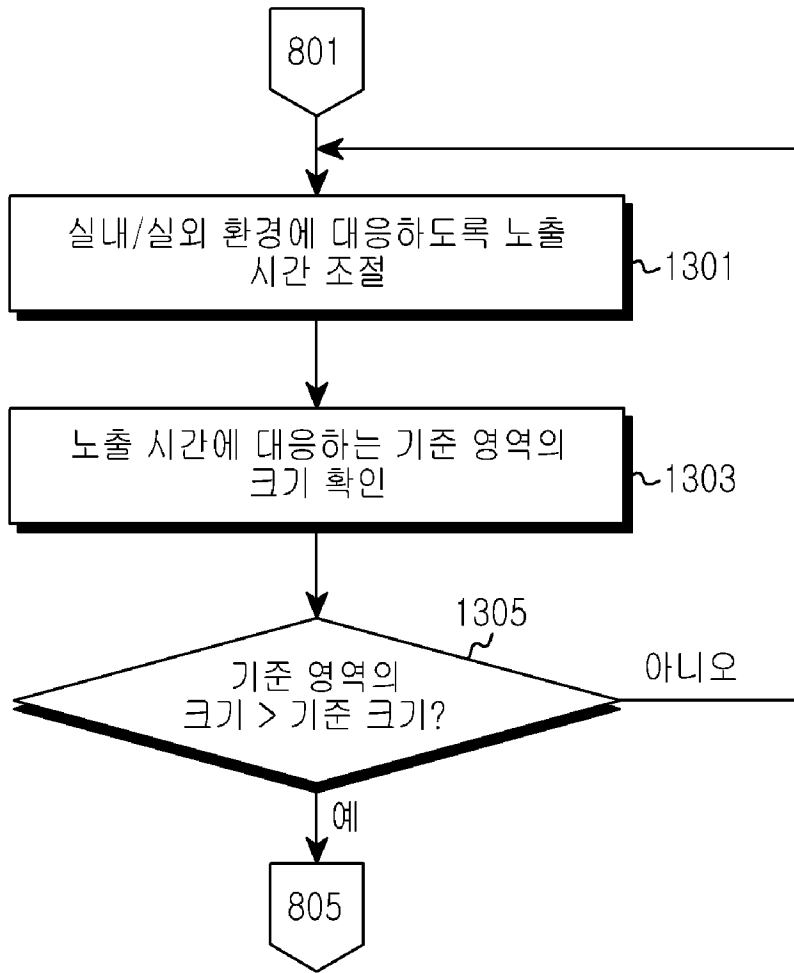 801
실내/실외 환경에 대응하도록 노출
시간 조절
1301
노출 시간에 대응하는 기준 영역의
크기 확인
1303
1305
기준 영역의
크기 > 기준 크기?
아니오
예
805